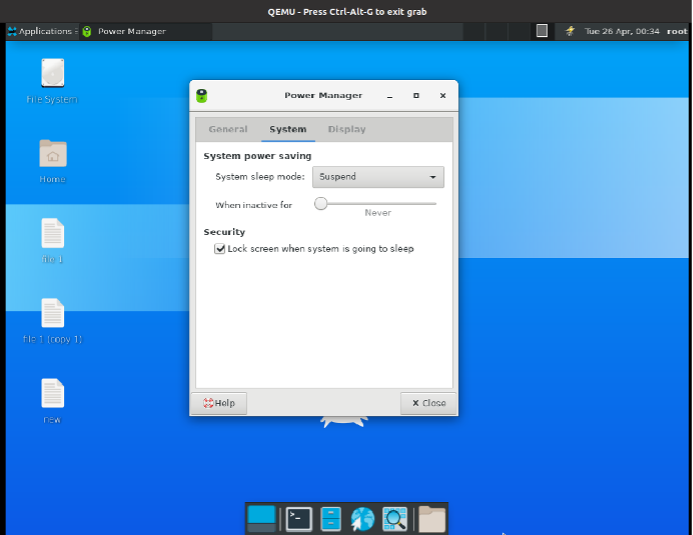 QEMU - Press Ctrl-Alt-G to exit grab
Applications
Power Manager
Tue 26 Apr, 00:34
root
File System
Home
file 1
file 1 (copy 1)
new
Power Manager
General
System
Display
System power saving
System sleep mode:
Suspend
When inactive for
Never
Security
Lock screen when system is going to sleep
Help
Close